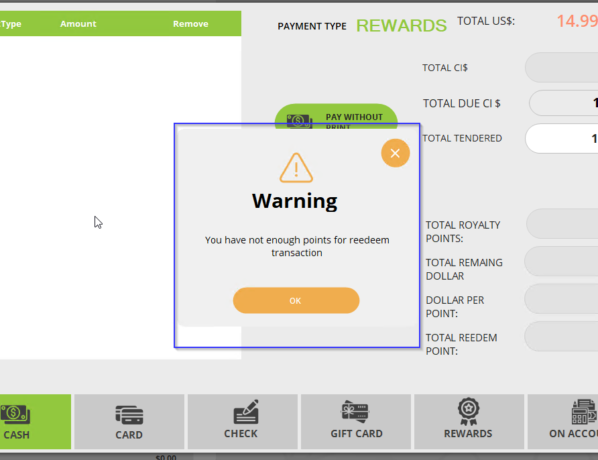 Type Amount Remove
PAYMENT TYPE REWARDS TOTAL US$: 14.99
TOTAL CI$
PAY WITHOUT
PRINT
TOTAL DUE CI $ 1
TOTAL TENDERED 1
Warning
You have not enough points for reedeem
transaction
OK
TOTAL ROYALTY
POINTS:
TOTAL REMAING
DOLLAR
DOLLAR PER
POINT:
TOTAL REEDEM
POINT:
CASH CARD CHECK GIFT CARD REWARDS ON ACCOU
$0.00